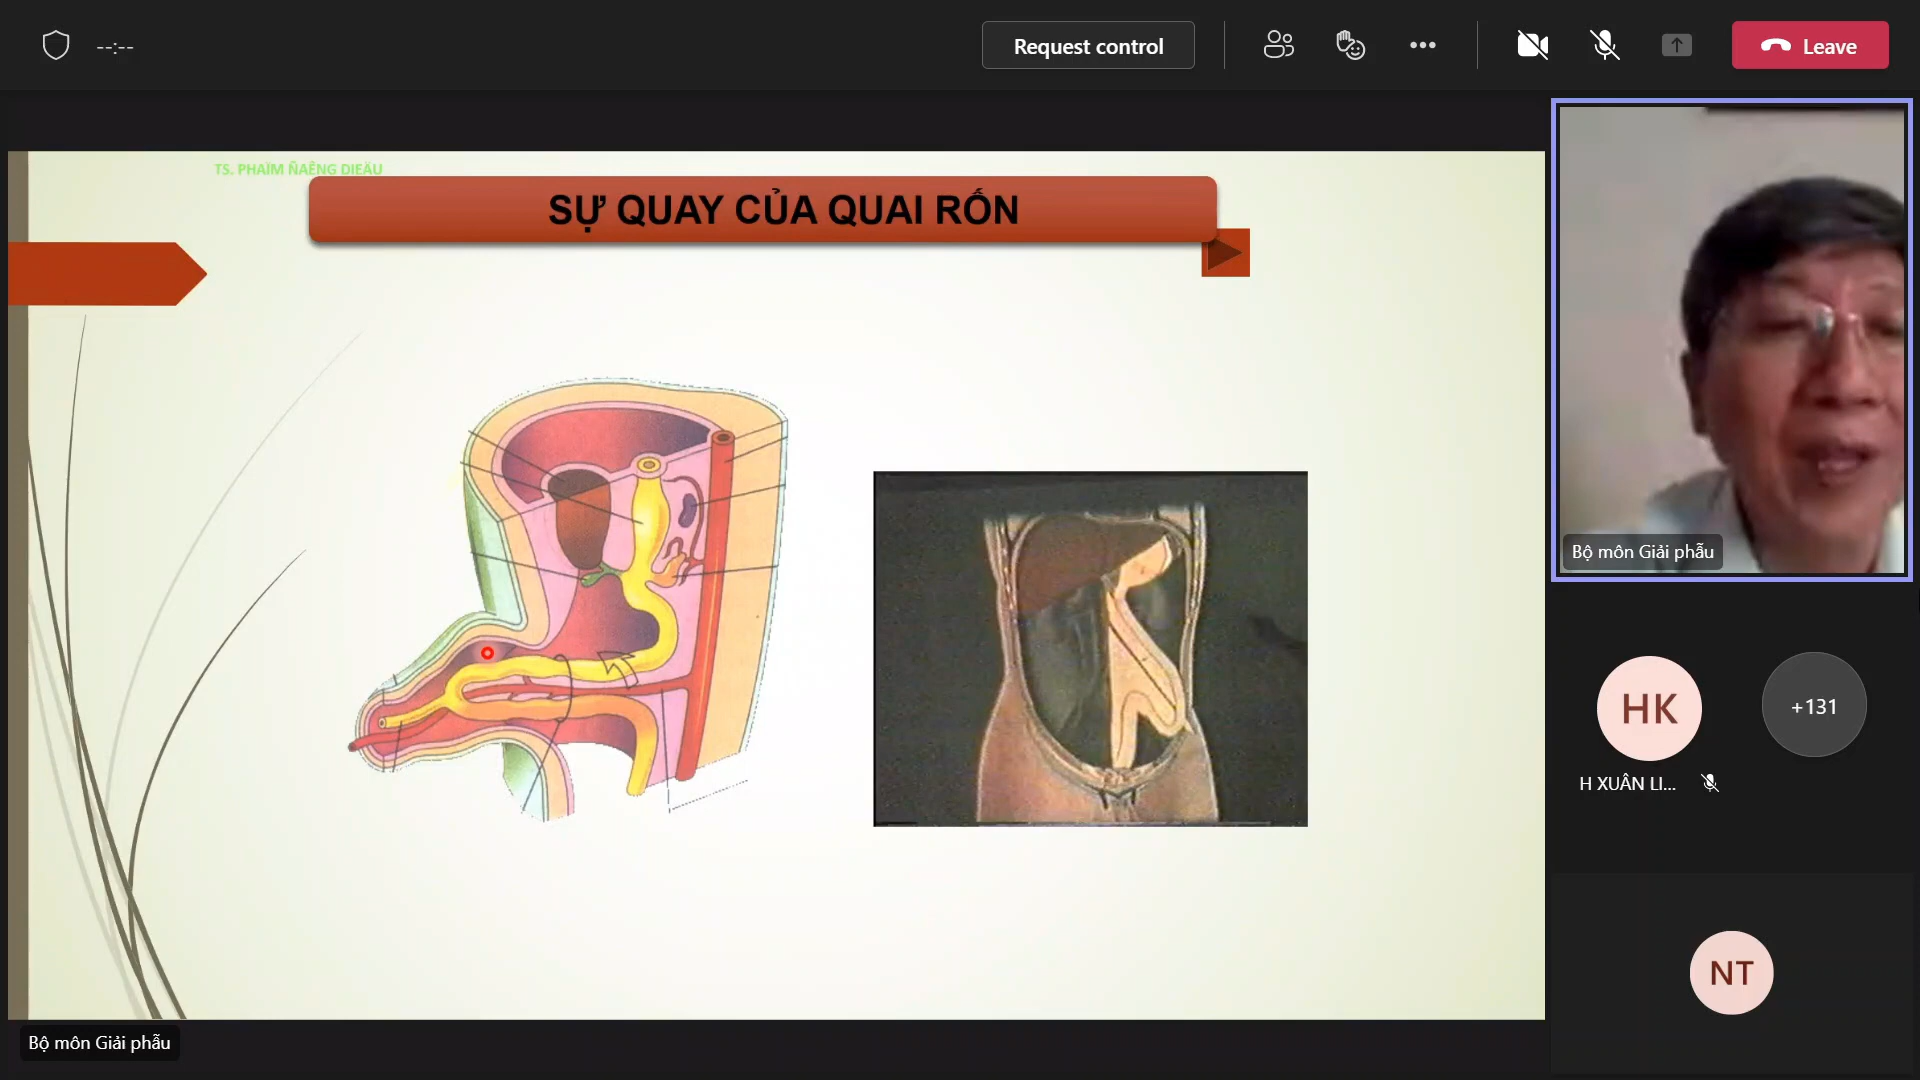 --:--
Request control
Leave
TS. PHAÏM ÑAÊNG DIEÄU
SỰ QUAY CỦA QUAI RỐN
Bộ môn Giải phẫu
HK
+131
H XUÂN LI...
NT
Bộ môn Giải phẫu